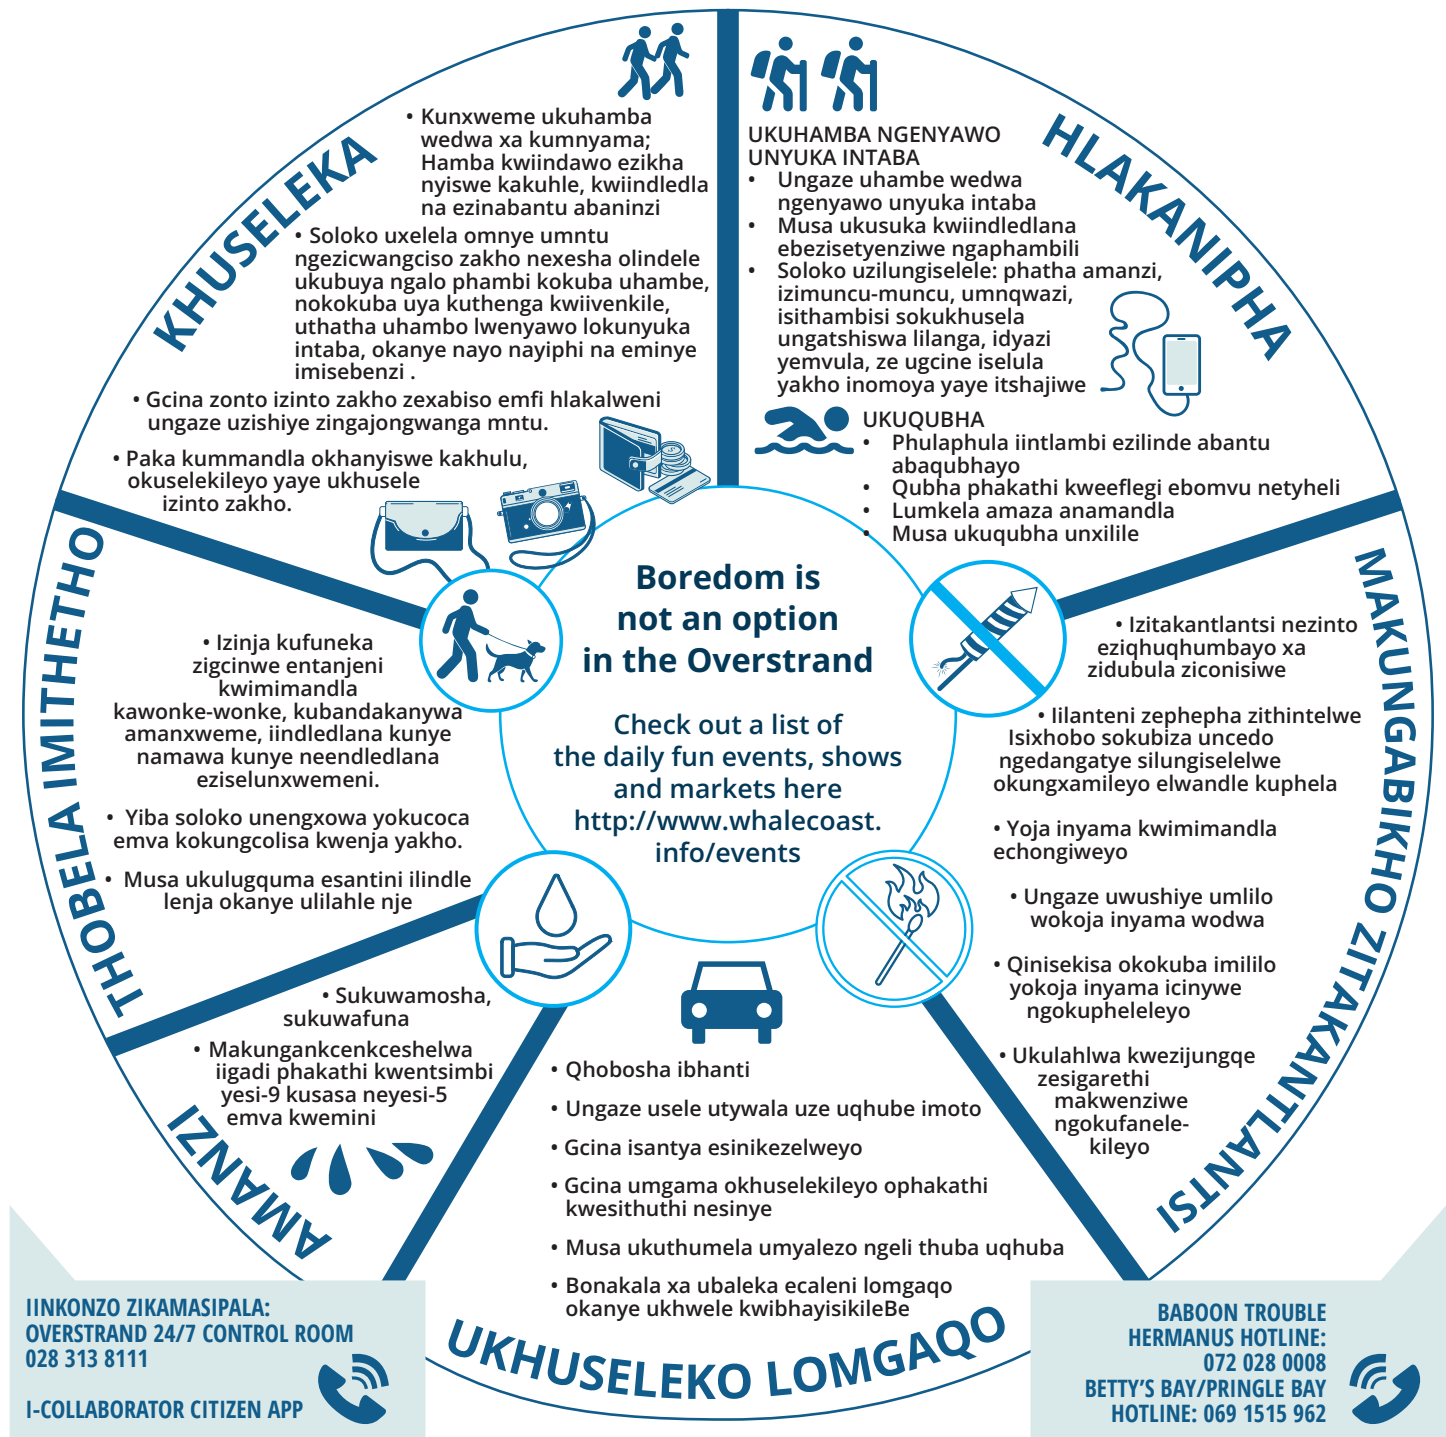 KHUSELEKA
• Kunxweme ukuhamba
wedwa xa kumnyama;
Hamba kwiindawo ezikha
nyiswe kakuhle, kwiindledla
na ezinabantu abaninzi
• Soloko uxelela omnye umntu
ngezicwangciso zakho nexesha olindele
ukubuya ngalo phambi kokuba uhambe,
nokokuba uya kuthenga kwiivenkile,
uthatha uhambo lwenyawo lokunyuka
intaba, okanye nayo nayiphi na eminye
imisebenzi .
• Gcina zonto izinto zakho zexabiso emfi hlakalweni
ungaze uzishiye zingajongwanga mntu.
• Paka kummandla okhanyiswe kakhulu,
okuselekileyo yaye ukhusele
izinto zakho.
HLAKANIPHA
UKUHAMBA NGENYAWO
UNYUKA INTABA
• Ungaze uhambe wedwa
ngenyawo unyuka intaba
• Musa ukusuka kwiindledlana
ebezisetyenziwe ngaphambili
• Soloko uzilungiselele: phatha amanzi,
izimuncu-muncu, umnqwazi,
isithambisi sokukhusela
ungatshiswa lilanga, idyazi
yemvula, ze ugcine iselula
yakho inomoya yaye itshajiwe
UKUQUBHA
• Phulaphula iintlambi ezilinde abantu
abaqubhayo
• Qubha phakathi kweeflegi ebomvu netyheli
• Lumkela amaza anamandla
• Musa ukuqubha unxilile
MAKUNGABIKHO ZITAKANTLANTSI
• Izitakantlantsi nezinto
eziqhuqhumbayo xa
zidubula ziconisiwe
• Iilanteni zephepha zithintelwe
Isixhobo sokubiza uncedo
ngedangatye silungiselelwe
okungxamileyo elwandle kuphela
• Yoja inyama kwimimandla
echongiweyo
• Ungaze uwushiye umlilo
wokoja inyama wodwa
• Qinisekisa okokuba imililo
yokoja inyama icinywe
ngokupheleleyo
• Ukulahlwa kwezijungqe
zesigarethi
makwenziwe
ngokufanele-
kileyo
THOBELA IMITHETHO
• Izinja kufuneka
zigcinwe entanjeni
kwimimandla
kawonke-wonke, kubandakanywa
amanxweme, iindledlana kunye
namawa kunye neendledlana
eziselunxwemeni.
• Yiba soloko unengxowa yokucoca
emva kokungcolisa kwenja yakho.
• Musa ukulugquma esantini ilindle
lenja okanye ulilahle nje
AMANZI
• Sukuwamosha,
sukuwafuna
• Makungankcenkceshelwa
iigadi phakathi kwentsimbi
yesi-9 kusasa neyesi-5
emva kwemini
Boredom is
not an option
in the Overstrand
Check out a list of
the daily fun events, shows
and markets here
http://www.whalecoast.
info/events
• Qhobosha ibhanti
• Ungaze usele utywala uze uqhube imoto
• Gcina isantya esinikezelweyo
• Gcina umgama okhuselekileyo ophakathi
kwesithuthi nesinye
• Musa ukuthumela umyalezo ngeli thuba uqhuba
• Bonakala xa ubaleka ecaleni lomgaqo
okanye ukhwele kwibhayisikileBe
UKHUSELEKO LOMGAQO
IINKONZO ZIKAMASIPALA:
OVERSTRAND 24/7 CONTROL ROOM
028 313 8111
I-COLLABORATOR CITIZEN APP
BABOON TROUBLE
HERMANUS HOTLINE:
072 028 0008
BETTY'S BAY/PRINGLE BAY
HOTLINE: 069 1515 962